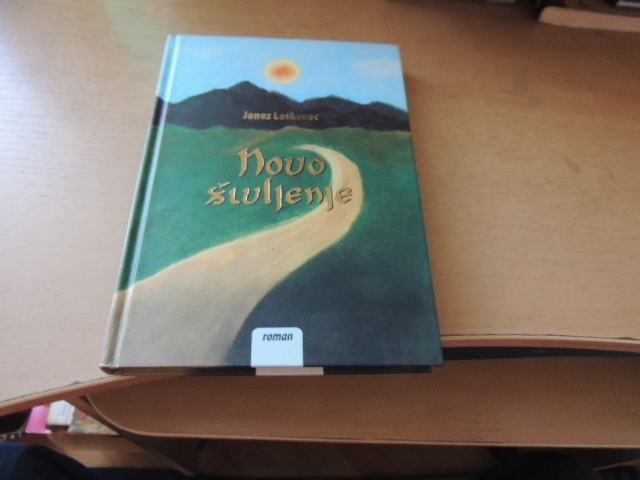 Janez Laskovec
Novo
življenje
roman